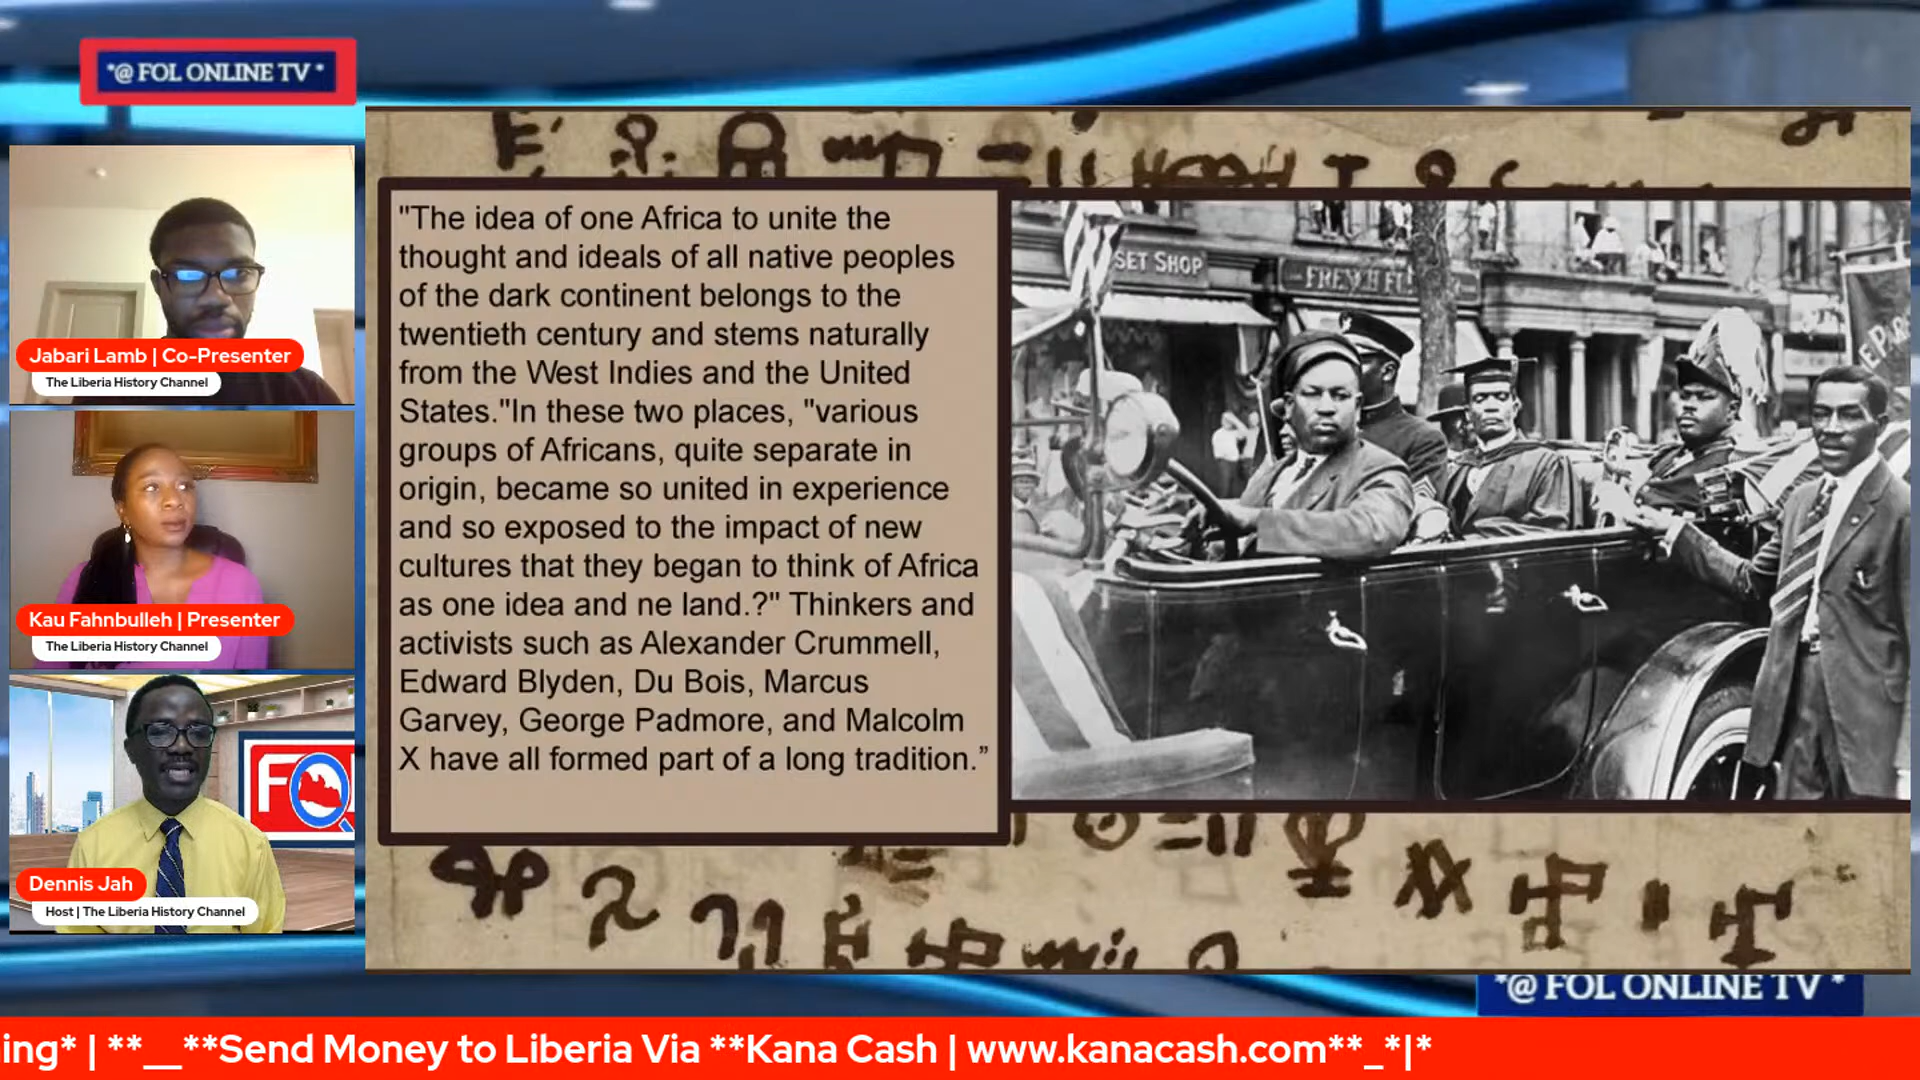 *@ FOL ONLINE TV *
Jabari Lamb | Co-Presenter
The Liberia History Channel
Kau Fahnbulleh | Presenter
The Liberia History Channel
Dennis Jah
Host | The Liberia History Channel
"The idea of one Africa to unite the
thought and ideals of all native peoples
of the dark continent belongs to the
twentieth century and stems naturally
from the West Indies and the United
States."In these two places, "various
groups of Africans, quite separate in
origin, became so united in experience
and so exposed to the impact of new
cultures that they began to think of Africa
as one idea and ne land.?" Thinkers and
activists such as Alexander Crummell,
Edward Blyden, Du Bois, Marcus
Garvey, George Padmore, and Malcolm
X have all formed part of a long tradition.”
SET SHOP
*@ FOL ONLINE TV *
ing* | **__**Send Money to Liberia Via **Kana Cash | www.kanacash.com**_*|*